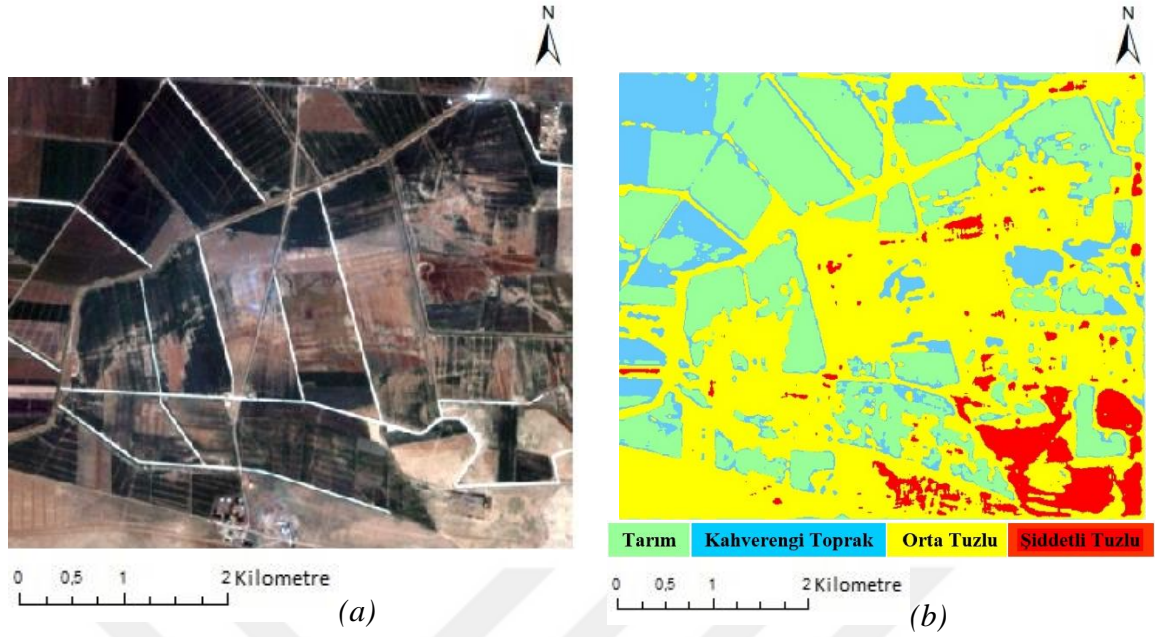 N
N
Tarım Kahverengi Toprak Orta Tuzlu Şiddetli Tuzlu
0 0,5 1 2 Kilometre
(a)
0 0,5 1 2 Kilometre
(b)